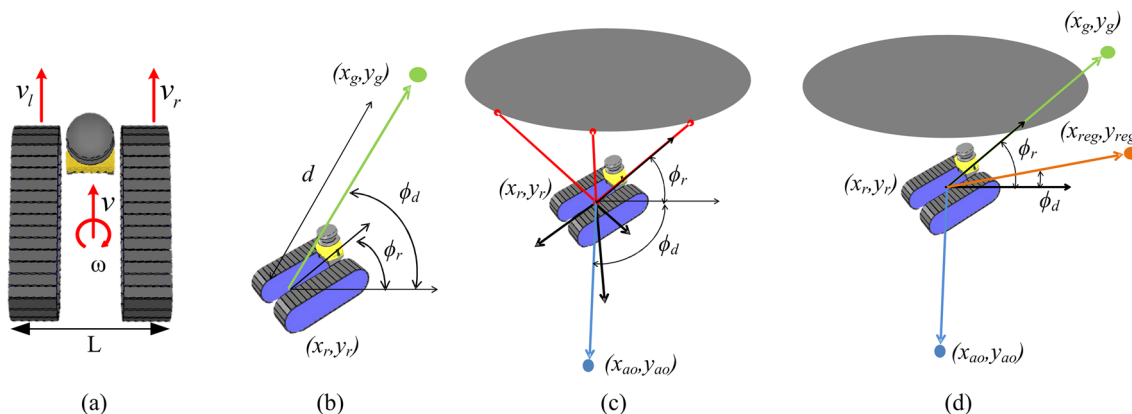 v_l
v_r
v
ω
L
(a)
(x_g,y_g)
d
ϕ_d
ϕ_r
(x_r,y_r)
(b)
(x_r,y_r)
ϕ_r
ϕ_d
(x_ao,y_ao)
(c)
(x_g,y_g)
(x_reg,y_reg)
ϕ_r
(x_r,y_r)
ϕ_d
(x_ao,y_ao)
(d)